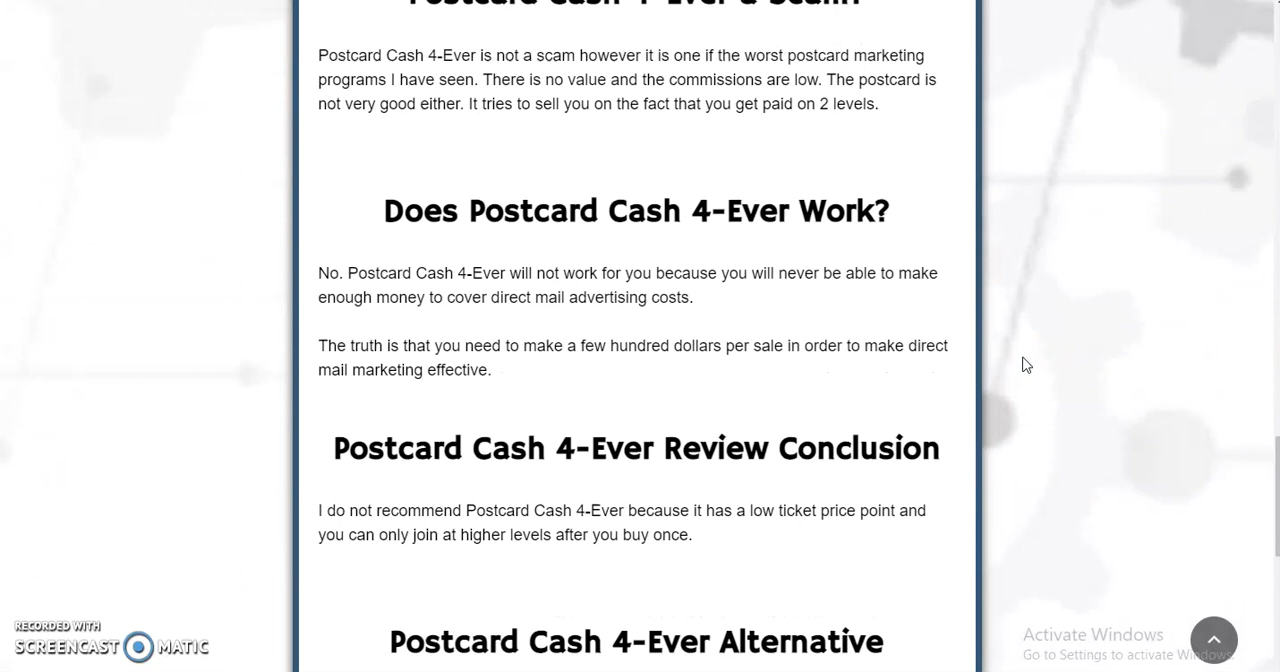 Postcard Cash 4-Ever a Scam?
Postcard Cash 4-Ever is not a scam however it is one if the worst postcard marketing
programs I have seen. There is no value and the commissions are low. The postcard is
not very good either. It tries to sell you on the fact that you get paid on 2 levels.
Does Postcard Cash 4-Ever Work?
No. Postcard Cash 4-Ever will not work for you because you will never be able to make
enough money to cover direct mail advertising costs.
The truth is that you need to make a few hundred dollars per sale in order to make direct
mail marketing effective.
Postcard Cash 4-Ever Review Conclusion
I do not recommend Postcard Cash 4-Ever because it has a low ticket price point and
you can only join at higher levels after you buy once.
Postcard Cash 4-Ever Alternative
RECORDED WITH
SCREENCAST MATIC
Activate Windows
Go to Settings to activate Windows.